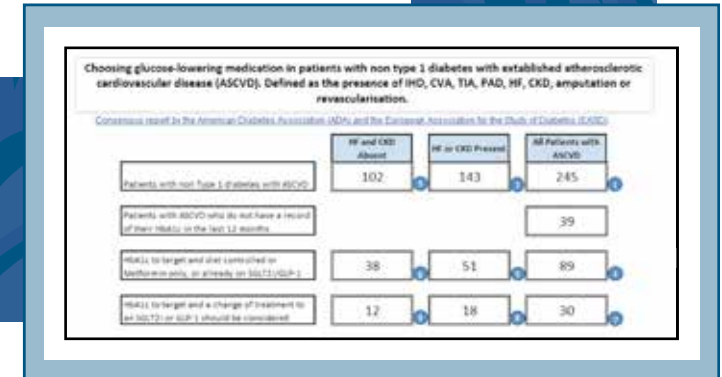 Choosing glucose-lowering medication in patients with non type 1 diabetes with established atherosclerotic
cardiovascular disease (ASCVD). Defined as the presence of IHD, CVA, TIA, PAD, HF, CKD, amputation or
revascularisation.
Consensus report by the American Diabetes Association (ADA) and the European Association for the Study of Diabetes (EASD)
HF and CKD Absent
HF or CKD Present
All Patients with ASCVD
Patients with non Type 1 diabetes with ASCVD
102
143
245
Patients with ASCVD who do not have a record
of their HbA1c in the last 12 months
39
HbA1c to target and diet controlled or
Metformin only, or already on SGLT2i/GLP-1
38
51
89
HbA1c to target and a change of treatment to
an SGLT2i or GLP-1 should be considered
12
18
30